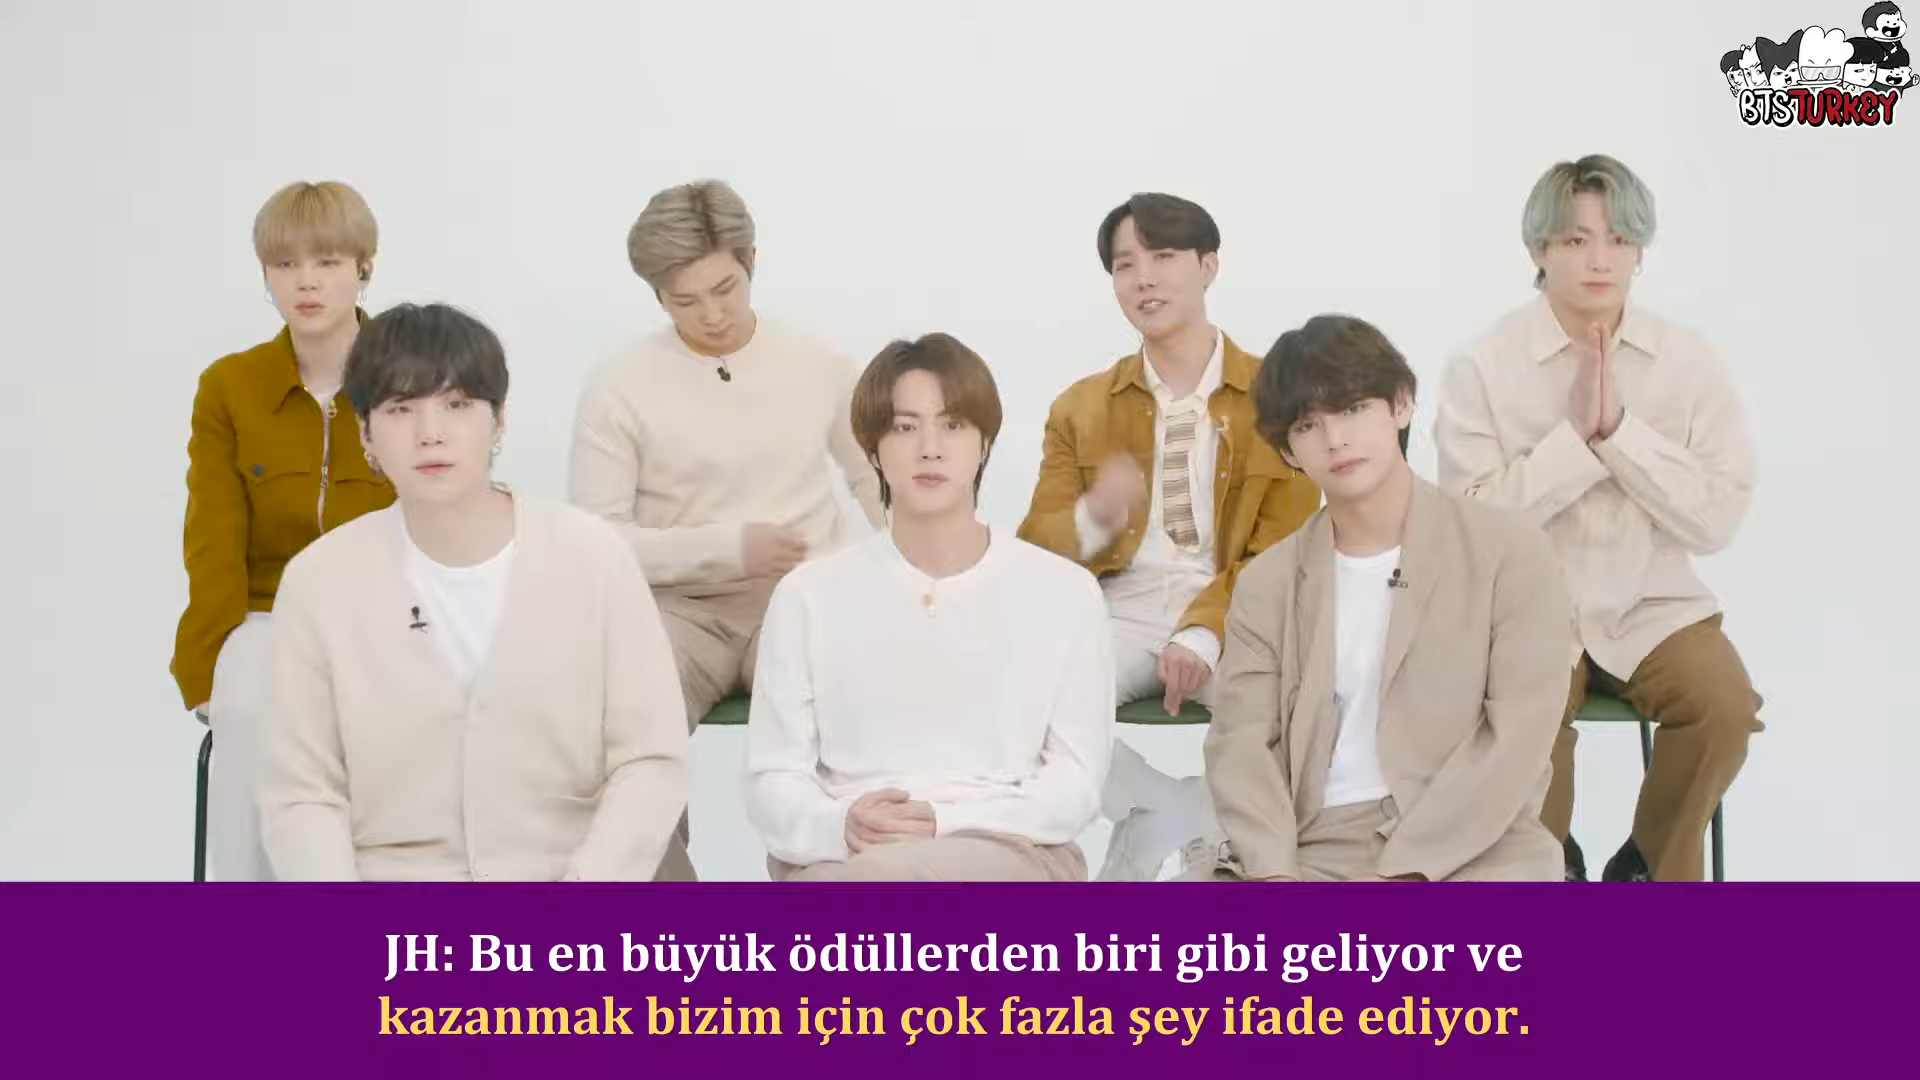 BTSTURKEY
JH: Bu en büyük ödüllerden biri gibi geliyor ve
kazanmak bizim için çok fazla şey ifade ediyor.